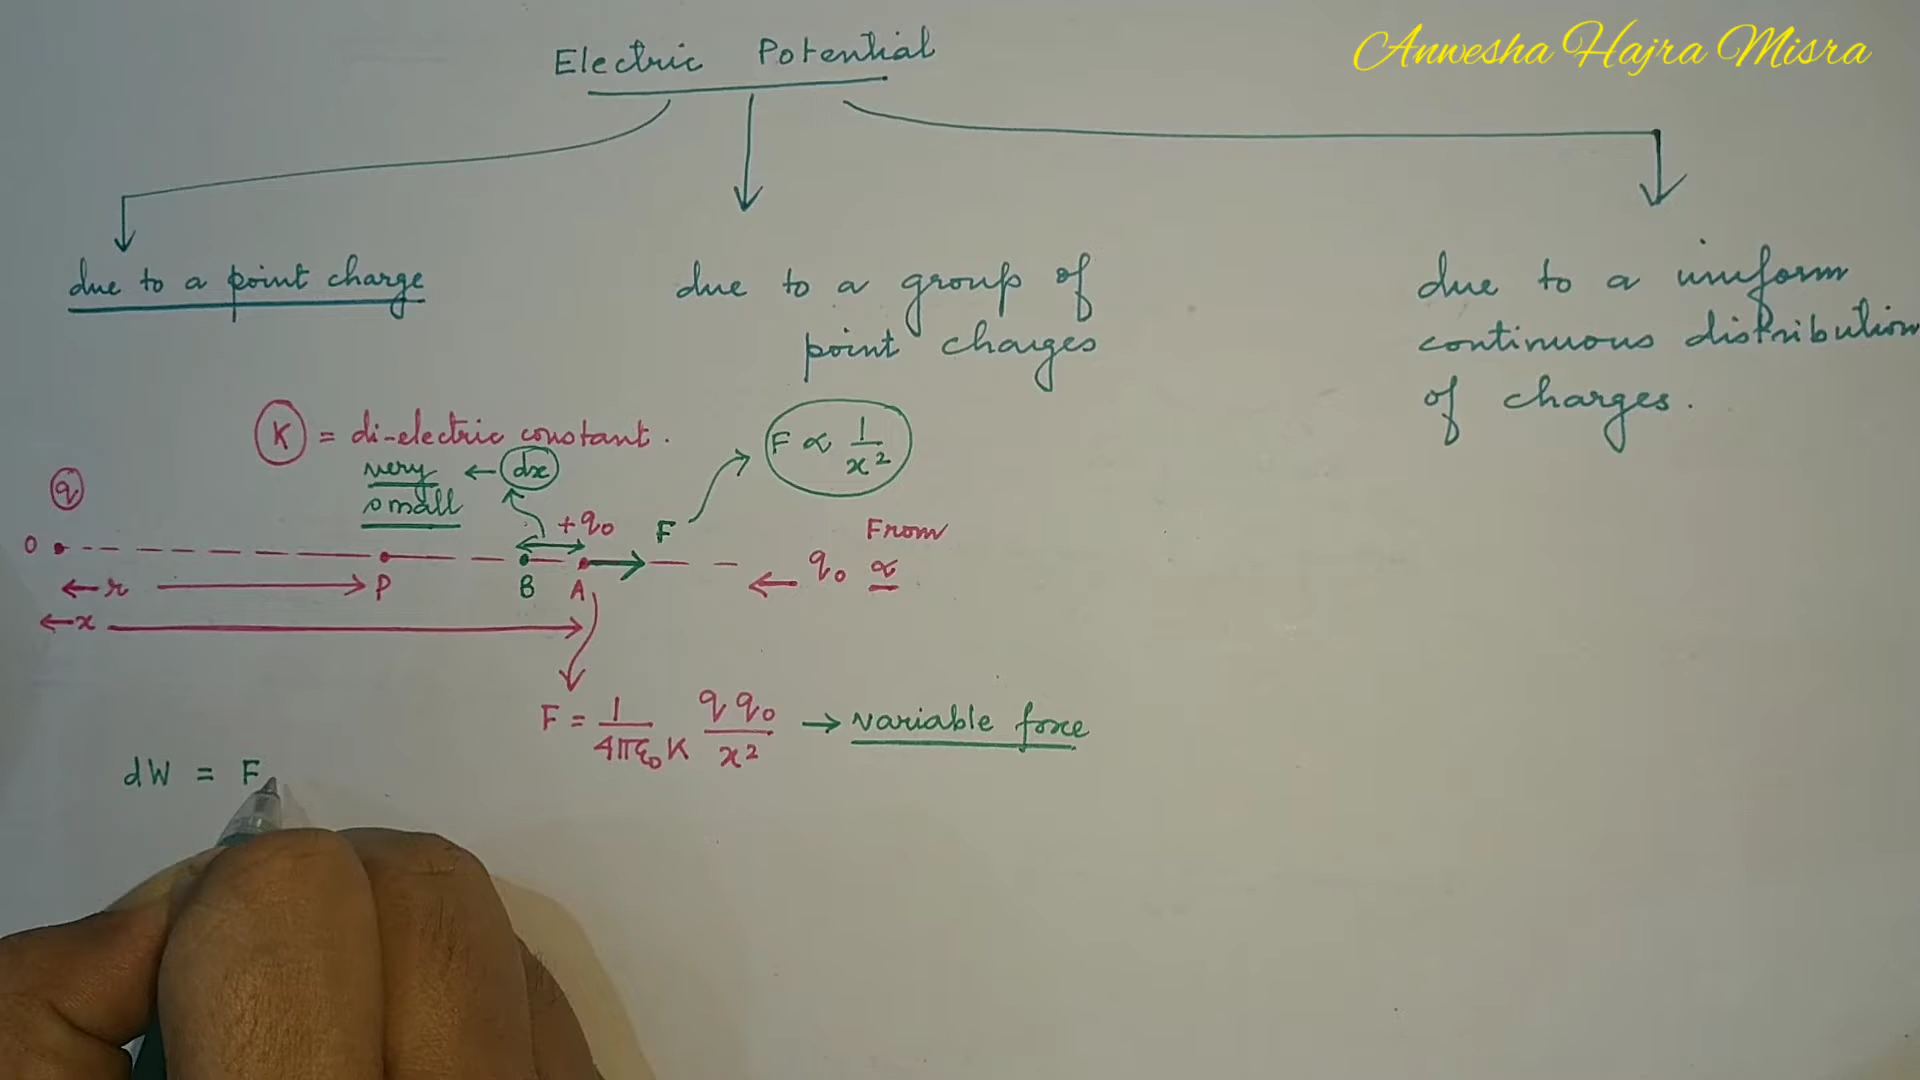 Anwesha Hajra Misra
Electric Potential
due to a point charge
due to a group of
point charges
due to a uniform
continuous distribution
of charges.
K = di-electric constant.
very ← dx
small
F ∝ 1/x²
q
+q₀
F
From
O
P
B
A
← q₀ ∝
← r →
← x →
F = 1/4πε₀K qq₀/x² → variable force
dW = F